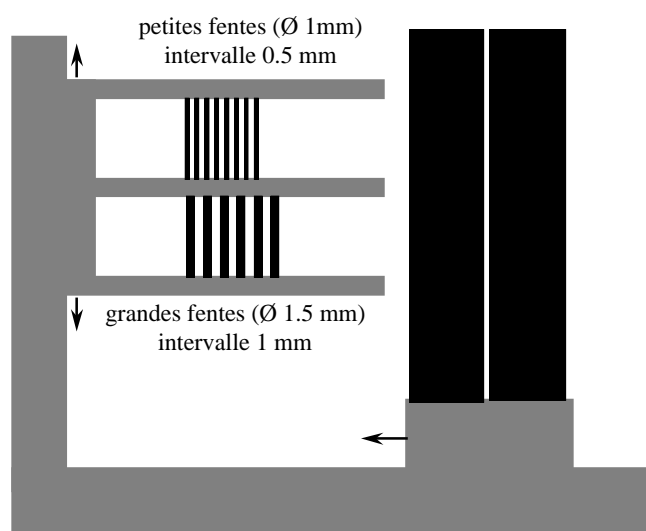 petites fentes (Ø 1mm)
intervalle 0.5 mm
grandes fentes (Ø 1.5 mm)
intervalle 1 mm